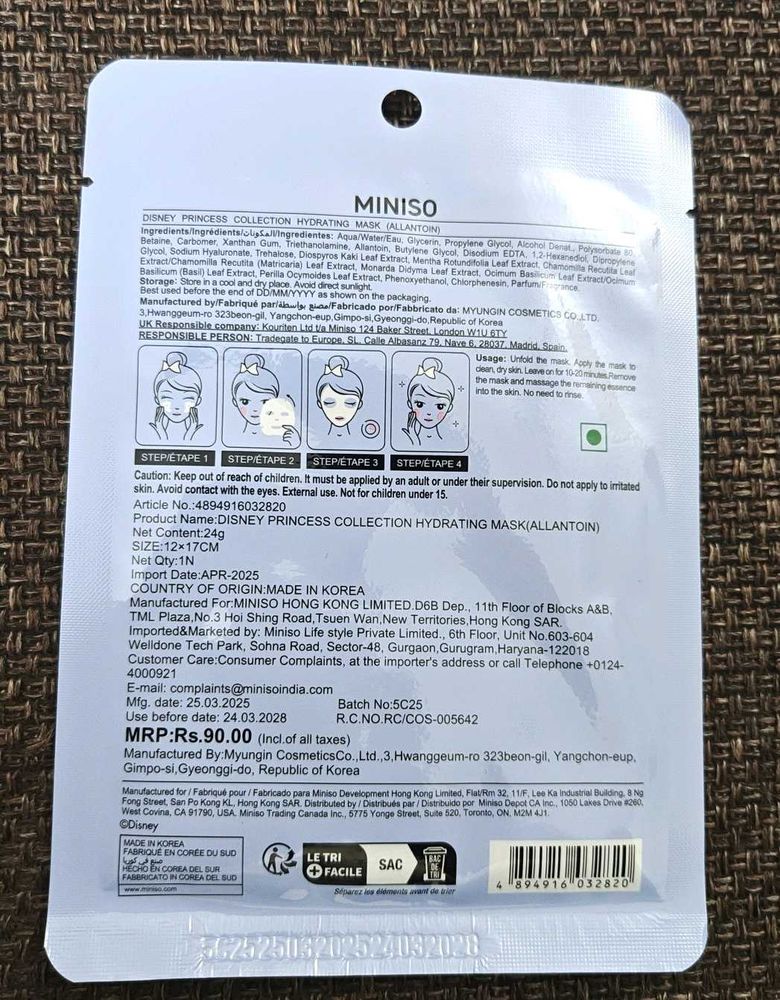 MINISO
DISNEY PRINCESS COLLECTION HYDRATING MASK (ALLANTOIN)
Ingredients/Ingrédients/المكونات/Ingredientes: Aqua/Water/Eau, Glycerin, Propylene Glycol, Alcohol Denat., Polysorbate 80,
Betaine, Carbomer, Xanthan Gum, Triethanolamine, Allantoin, Butylene Glycol, Disodium EDTA, 1,2-Hexanediol, Dipropylene
Glycol, Sodium Hyaluronate, Trehalose, Diospyros Kaki Leaf Extract, Mentha Rotundifolia Leaf Extract, Chamomilla Recutita Leaf
Extract/Chamomilla Recutita (Matricaria) Leaf Extract, Monarda Didyma Leaf Extract, Ocimum Basilicum Leaf Extract/Ocimum
Basilicum (Basil) Leaf Extract, Perilla Ocymoides Leaf Extract, Phenoxyethanol, Chlorphenesin, Parfum/Fragrance.
Storage: Store in a cool and dry place. Avoid direct sunlight.
Best used before the end of DD/MM/YYYY as shown on the packaging.
Manufactured by/Fabriqué par/مصنع بواسطة/Fabricado por/Fabbricato da: MYUNGIN COSMETICS CO.,LTD.
3,Hwanggeum-ro 323beon-gil, Yangchon-eup,Gimpo-si,Gyeonggi-do,Republic of Korea
UK Responsible company: Kouriten Ltd t/a Miniso 124 Baker Street, London W1U 6TY
RESPONSIBLE PERSON: Tradegate to Europe, SL, Calle Albasanz 79, Nave 6, 28037, Madrid, Spain.
Usage: Unfold the mask. Apply the mask to
clean, dry skin. Leave on for 10-20 minutes.Remove
the mask and massage the remaining essence
into the skin. No need to rinse.
STEP/ÉTAPE 1 STEP/ÉTAPE 2 STEP/ÉTAPE 3 STEP/ÉTAPE 4
Caution: Keep out of reach of children. It must be applied by an adult or under their supervision. Do not apply to irritated
skin. Avoid contact with the eyes. External use. Not for children under 15.
Article No.:4894916032820
Product Name:DISNEY PRINCESS COLLECTION HYDRATING MASK(ALLANTOIN)
Net Content:24g
SIZE:12×17CM
Net Qty:1N
Import Date:APR-2025
COUNTRY OF ORIGIN:MADE IN KOREA
Manufactured For:MINISO HONG KONG LIMITED.D6B Dep., 11th Floor of Blocks A&B,
TML Plaza,No.3 Hoi Shing Road,Tsuen Wan,New Territories,Hong Kong SAR.
Imported&Marketed by: Miniso Life style Private Limited., 6th Floor, Unit No.603-604
Welldone Tech Park, Sohna Road, Sector-48, Gurgaon,Gurugram,Haryana-122018
Customer Care:Consumer Complaints, at the importer's address or call Telephone +0124-
4000921
E-mail: complaints@minisoindia.com
Mfg. date: 25.03.2025 Batch No:5C25
Use before date: 24.03.2028 R.C.NO.RC/COS-005642
MRP:Rs.90.00 (Incl.of all taxes)
Manufactured By:Myungin CosmeticsCo.,Ltd.,3,Hwanggeum-ro 323beon-gil, Yangchon-eup,
Gimpo-si,Gyeonggi-do, Republic of Korea
Manufactured for / Fabriqué pour / Fabricado para Miniso Development Hong Kong Limited, Flat/Rm 32, 11/F, Lee Ka Industrial Building, 8 Ng
Fong Street, San Po Kong KL, Hong Kong SAR. Distributed by / Distribués par / Distribuido por Miniso Depot CA Inc., 1050 Lakes Drive #260,
West Covina, CA 91790, USA. Miniso Trading Canada Inc., 5775 Yonge Street, Suite 520, Toronto, ON, M2M 4J1.
©Disney
MADE IN KOREA
FABRIQUÉ EN CORÉE DU SUD
صنع في كوريا
HECHO EN COREA DEL SUR
FABBRICATO IN COREA DEL SUD
www.miniso.com
LE TRI
+ FACILE
SAC
BAC
DE
TRI
Séparez les éléments avant de trier
4 894916 032820
5C252503202524032028